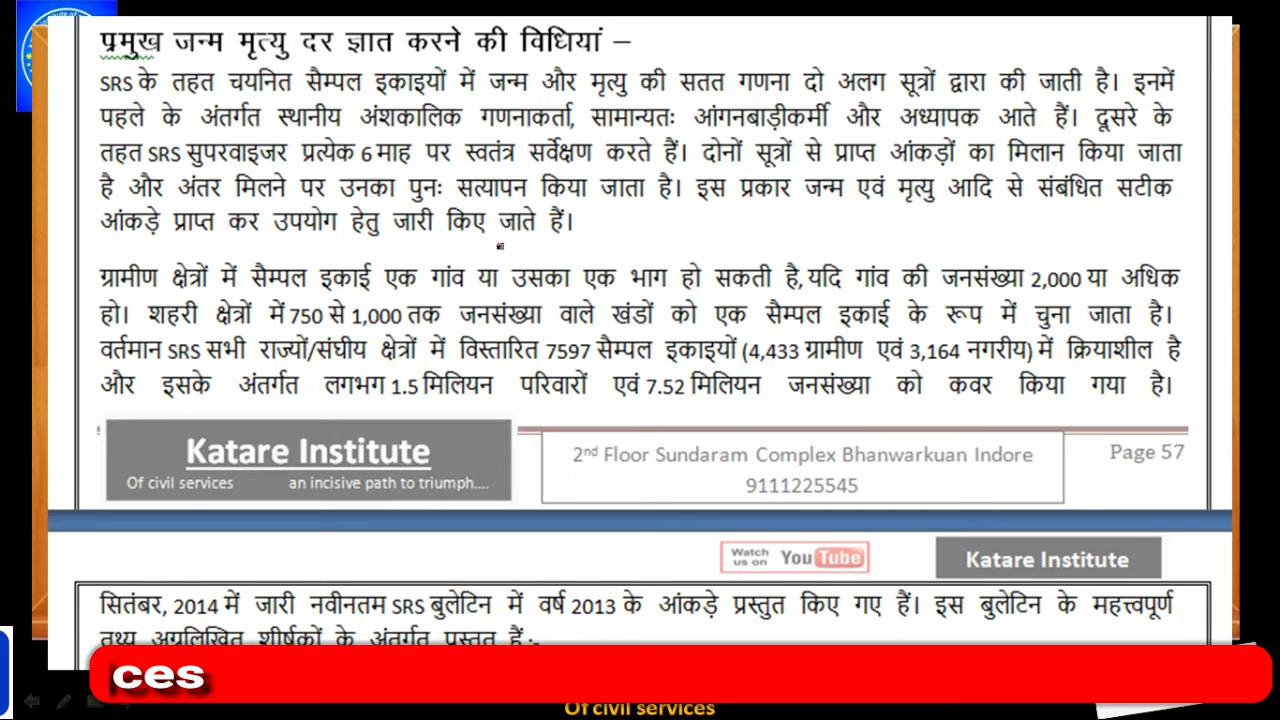 प्रमुख जन्म मृत्यु दर ज्ञात करने की विधियां –
SRS के तहत चयनित सैम्पल इकाइयों में जन्म और मृत्यु की सतत गणना दो अलग सूत्रों द्वारा की जाती है। इनमें
पहले के अंतर्गत स्थानीय अंशकालिक गणनाकर्ता, सामान्यतः आंगनबाड़ीकर्मी और अध्यापक आते हैं। दूसरे के
तहत SRS सुपरवाइजर प्रत्येक 6 माह पर स्वतंत्र सर्वेक्षण करते हैं। दोनों सूत्रों से प्राप्त आंकड़ों का मिलान किया जाता
है और अंतर मिलने पर उनका पुनः सत्यापन किया जाता है। इस प्रकार जन्म एवं मृत्यु आदि से संबंधित सटीक
आंकड़े प्राप्त कर उपयोग हेतु जारी किए जाते हैं।
ग्रामीण क्षेत्रों में सैम्पल इकाई एक गांव या उसका एक भाग हो सकती है, यदि गांव की जनसंख्या 2,000 या अधिक
हो। शहरी क्षेत्रों में 750 से 1,000 तक जनसंख्या वाले खंडों को एक सैम्पल इकाई के रूप में चुना जाता है।
वर्तमान SRS सभी राज्यों/संघीय क्षेत्रों में विस्तारित 7597 सैम्पल इकाइयों (4,433 ग्रामीण एवं 3,164 नगरीय) में क्रियाशील है
और इसके अंतर्गत लगभग 1.5 मिलियन परिवारों एवं 7.52 मिलियन जनसंख्या को कवर किया गया है।
Katare Institute
Of civil services an incisive path to triumph....
2nd Floor Sundaram Complex Bhanwarkuan Indore
9111225545
Page 57
Watch us on YouTube
Katare Institute
सितंबर, 2014 में जारी नवीनतम SRS बुलेटिन में वर्ष 2013 के आंकड़े प्रस्तुत किए गए हैं। इस बुलेटिन के महत्त्वपूर्ण
तथ्य अग्रलिखित शीर्षकों के अंतर्गत प्रस्तुत हैं :-
ces
Of civil services